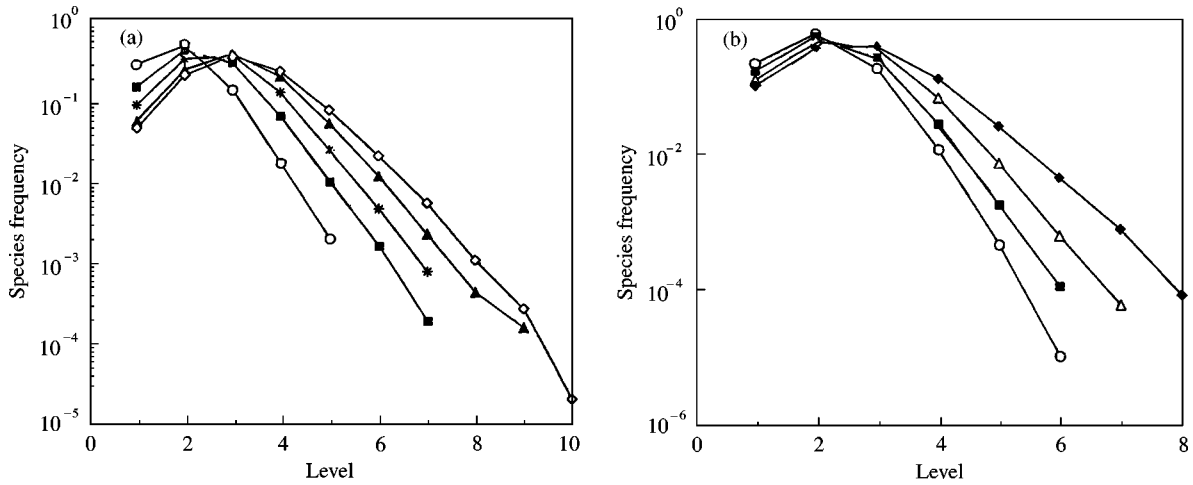 (a)
Species frequency
10^0
10^-1
10^-2
10^-3
10^-4
10^-5
0 2 4 6 8 10
Level
(b)
Species frequency
10^0
10^-2
10^-4
10^-6
0 2 4 6 8
Level